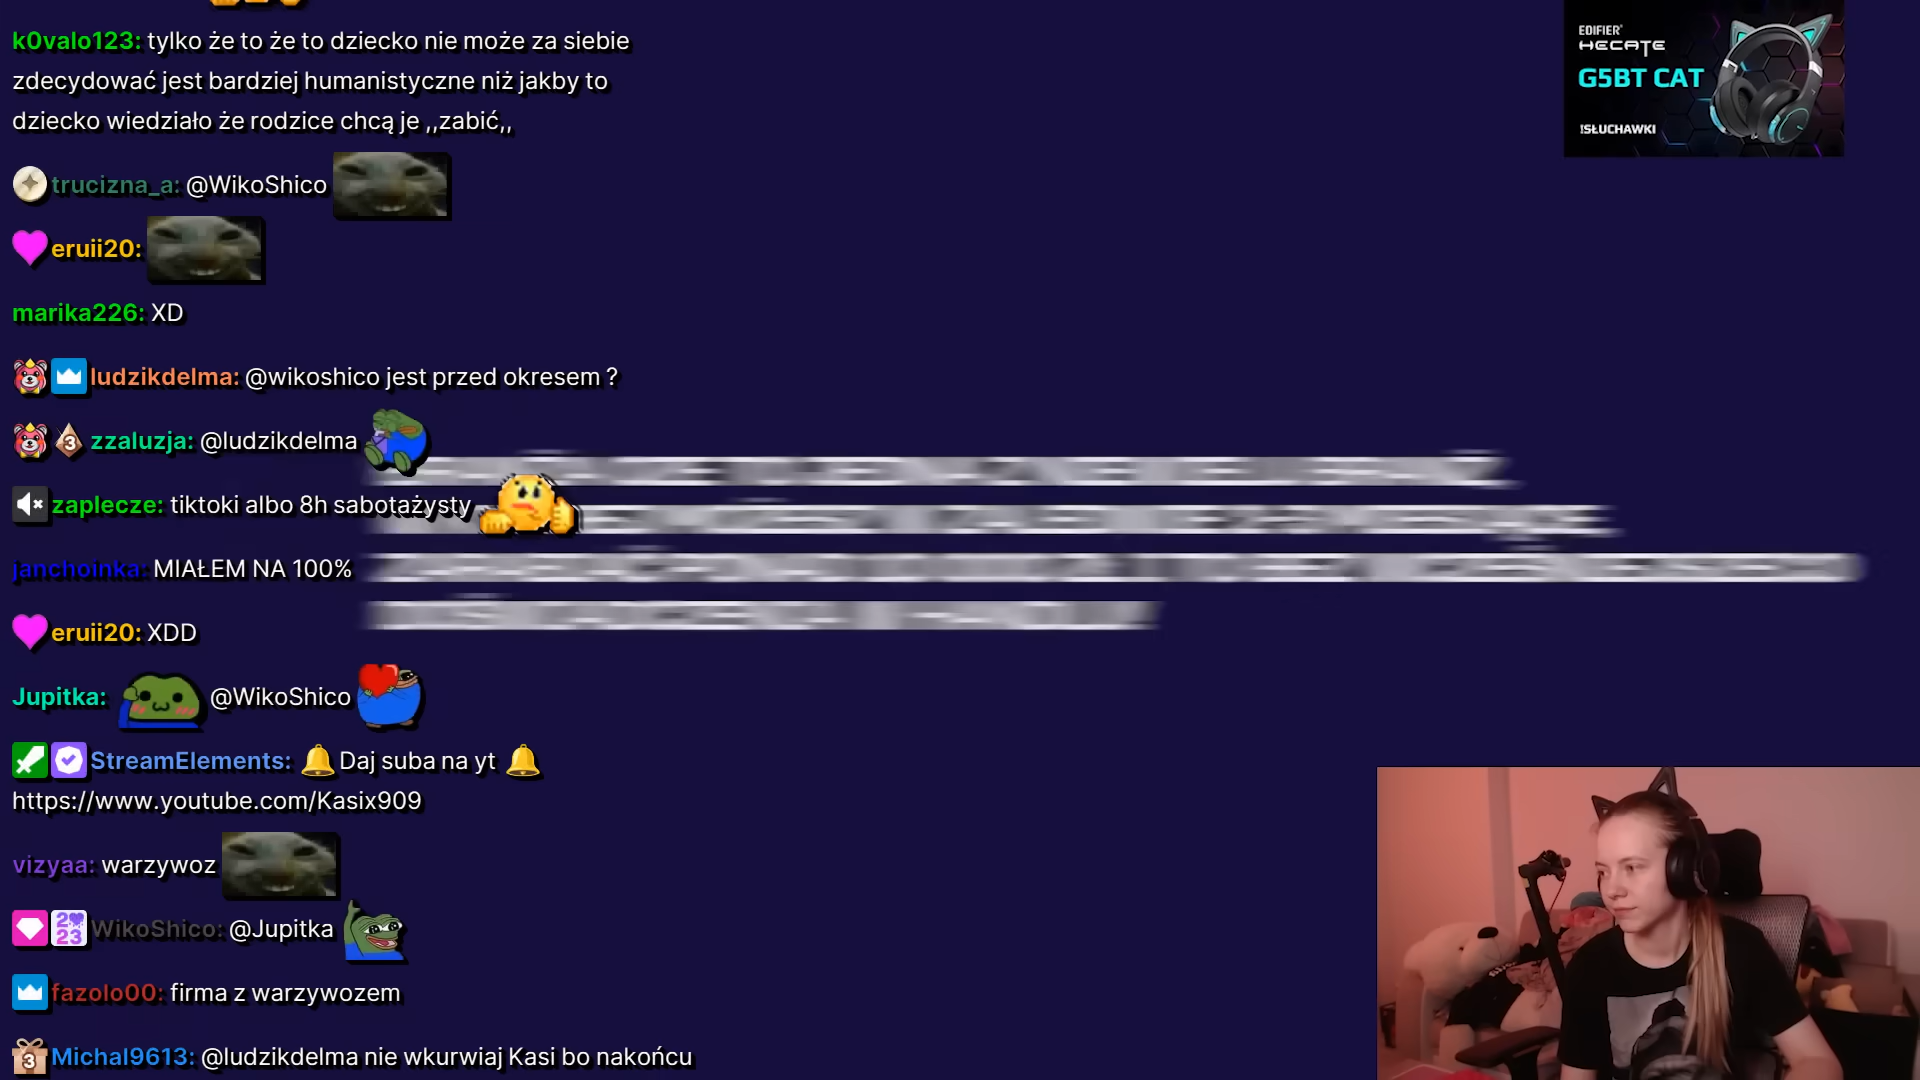 k0valo123: tylko że to że to dziecko nie może za siebie
zdecydować jest bardziej humanistyczne niż jakby to
dziecko wiedziało że rodzice chcą je ,,zabić,,
trucizna_a: @WikoShico
eruii20:
marika226: XD
ludzikdelma: @wikoshico jest przed okresem ?
3 zzaluzja: @ludzikdelma
zaplecze: tiktoki albo 8h sabotażysty
janchoinka: MIAŁEM NA 100%
eruii20: XDD
Jupitka: @WikoShico
StreamElements: 🔔 Daj suba na yt 🔔
https://www.youtube.com/Kasix909
vizyaa: warzywoz
2023 WikoShico: @Jupitka
fazolo00: firma z warzywozem
3 Michal9613: @ludzikdelma nie wkurwiaj Kasi bo nakońcu
EDIFIER
HECATE
G5BT CAT
!SŁUCHAWKI